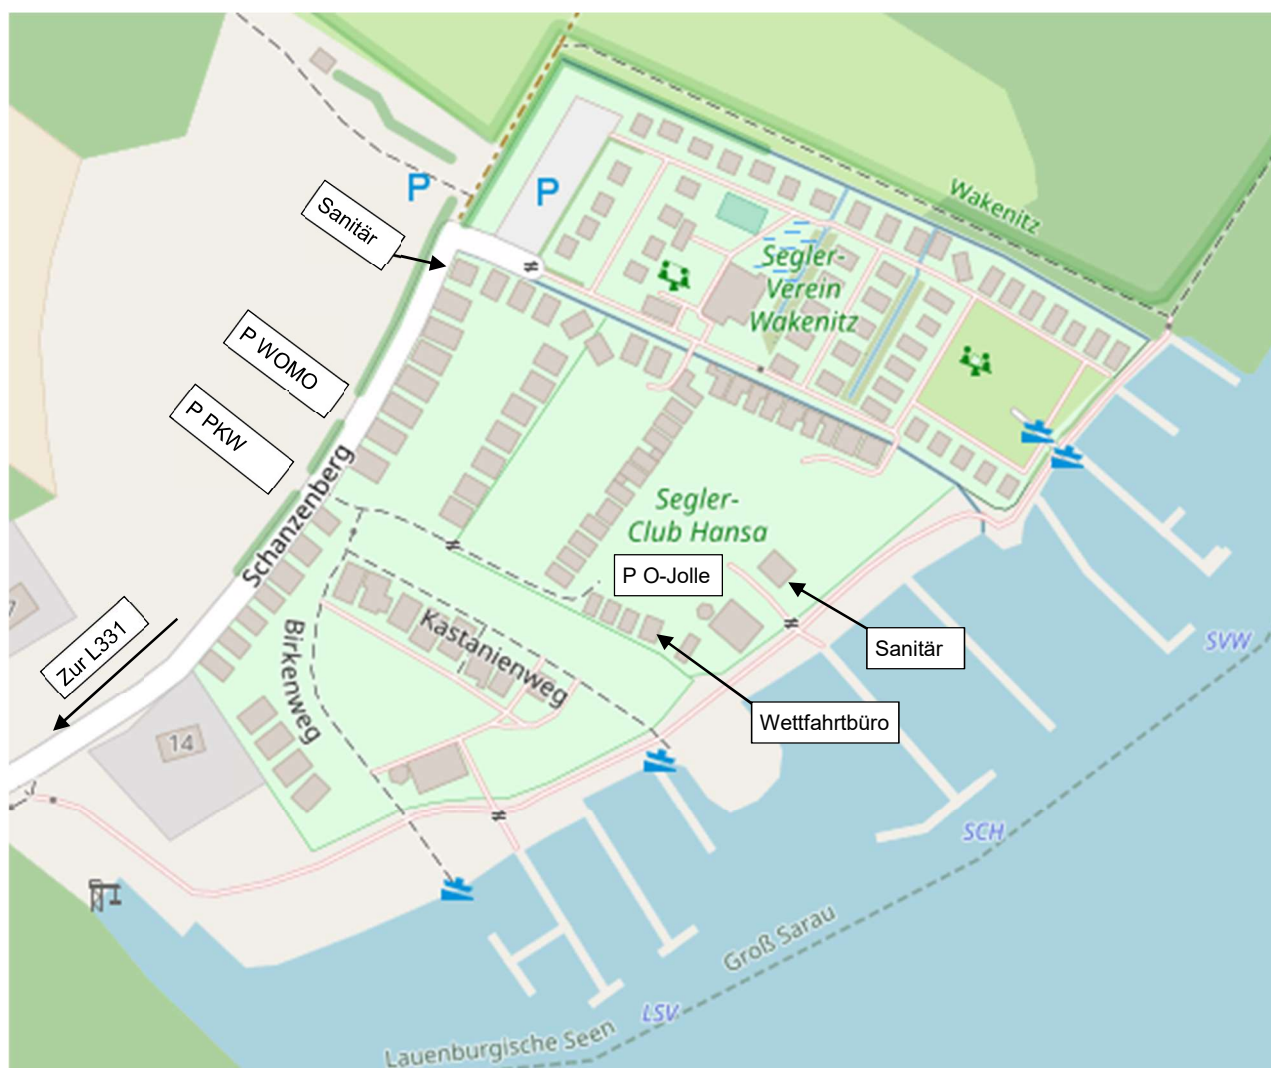 P
P
Wakenitz
Sanitär
Segler-
Verein
Wakenitz
P WOMO
P PKW
Schanzenberg
Segler-
Club Hansa
P O-Jolle
Zur L331
Birkenweg
Kastanienweg
Sanitär
SVW
Wettfahrtbüro
14
SCH
Groß Sarau
LSV
Lauenburgische Seen